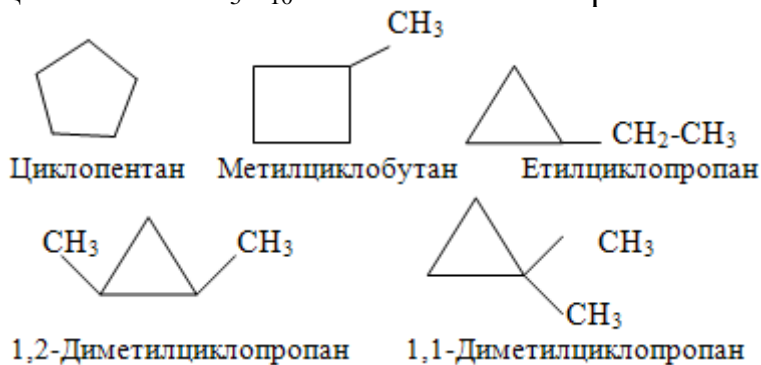 CH₃
CH₂-CH₃
Циклопентан Метилциклобутан Етилциклопропан
CH₃ CH₃ CH₃
CH₃
1,2-Диметилциклопропан 1,1-Диметилциклопропан